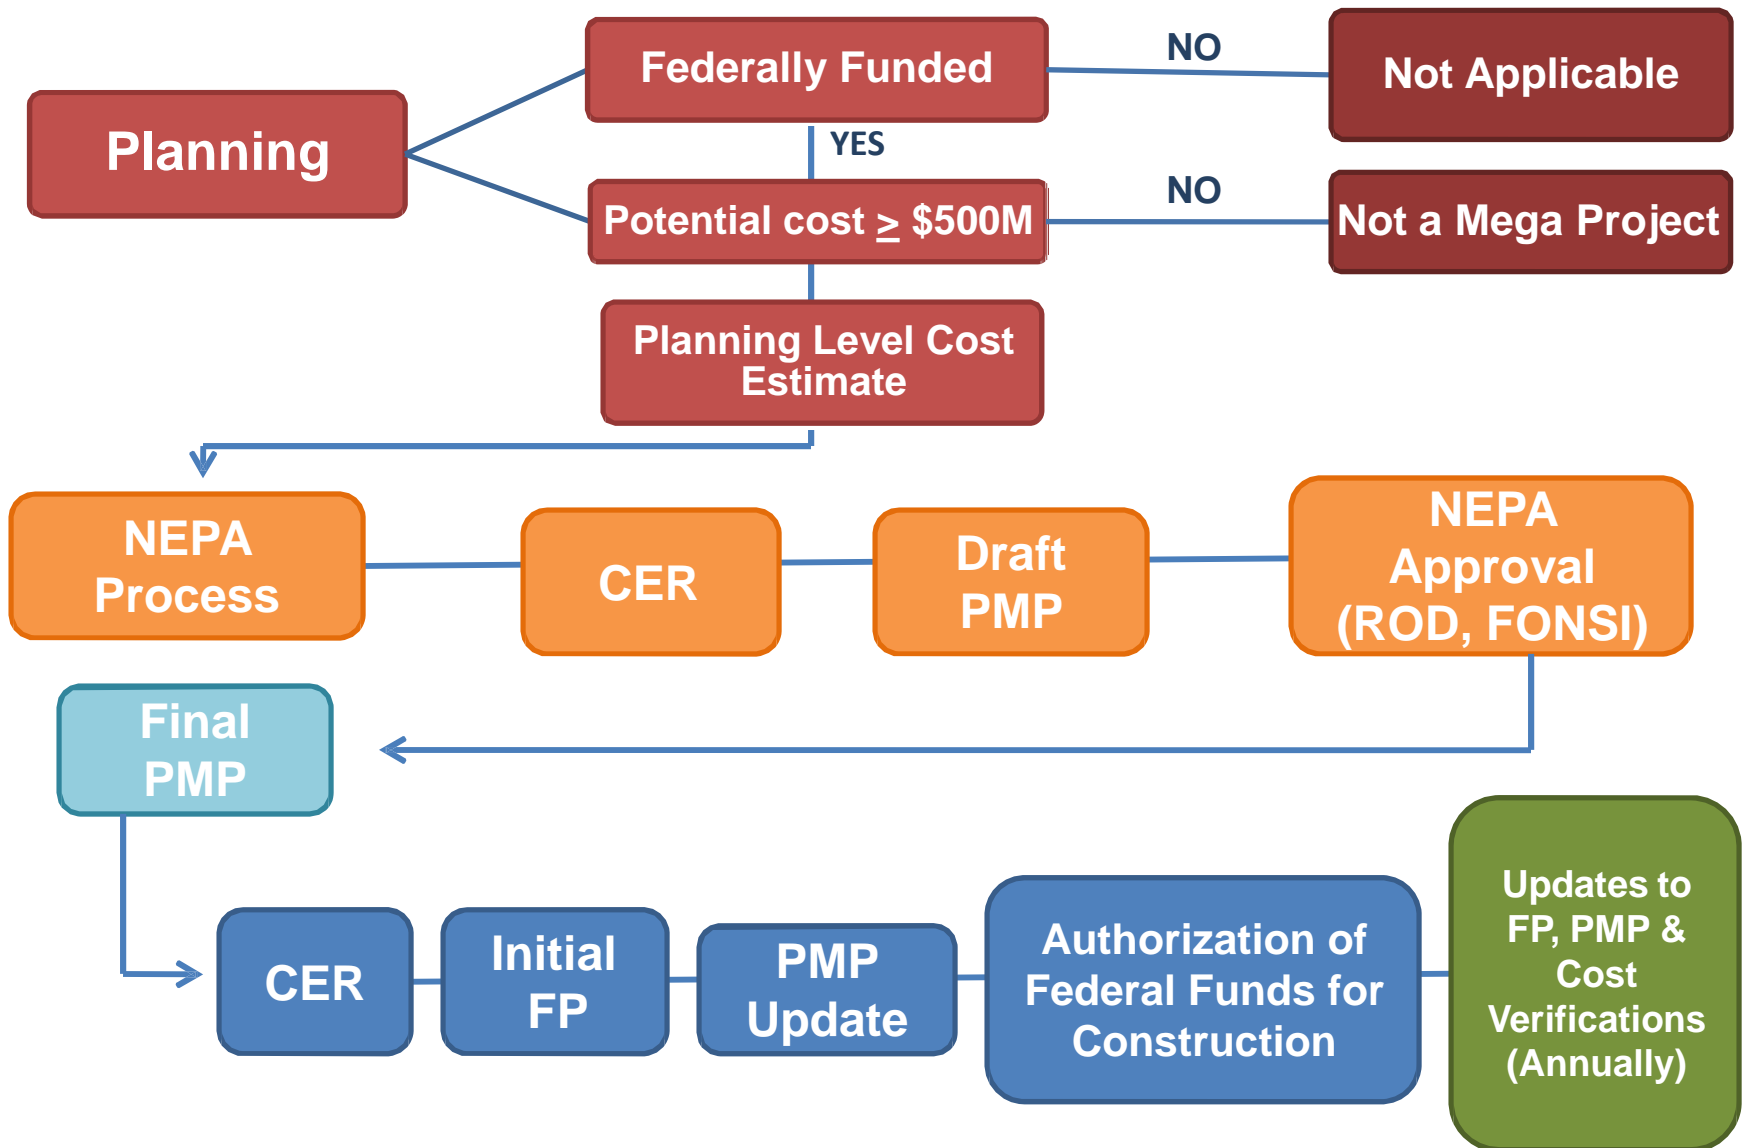 Planning
Federally Funded
NO
Not Applicable
YES
Potential cost ≥ $500M
NO
Not a Mega Project
Planning Level Cost
Estimate
NEPA
Process
CER
Draft
PMP
NEPA
Approval
(ROD, FONSI)
Final
PMP
CER
Initial
FP
PMP
Update
Authorization of
Federal Funds for
Construction
Updates to
FP, PMP &
Cost
Verifications
(Annually)